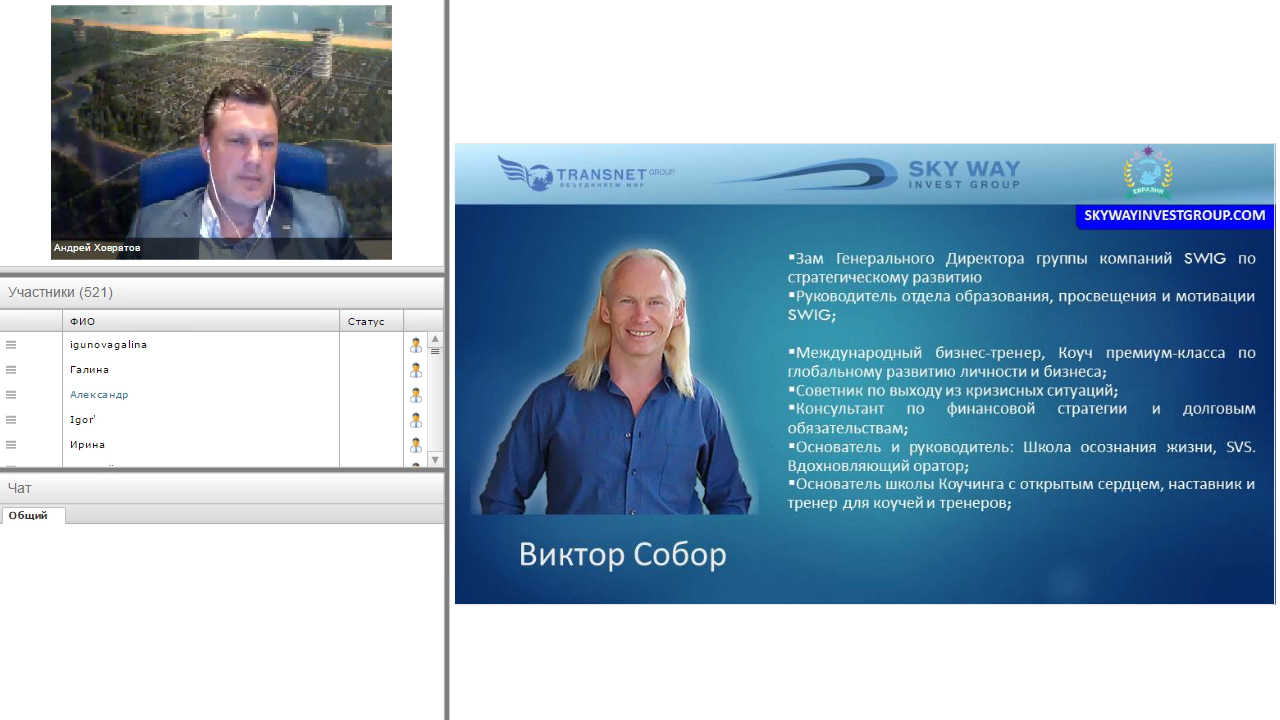 Андрей Ховратов
Участники (521)
ФИО
Статус
igunovagalina
Галина
Александр
Igor'
Ирина
Чат
Общий
TRANSNET GROUP
ОБЪЕДИНЯЕМ МИР
SKY WAY
INVEST GROUP
ЕВРАЗИЯ
SKYWAYINVESTGROUP.COM
▪Зам Генерального Директора группы компаний SWIG по
стратегическому развитию
▪Руководитель отдела образования, просвещения и мотивации
SWIG;
▪Международный бизнес-тренер, Коуч премиум-класса по
глобальному развитию личности и бизнеса;
▪Советник по выходу из кризисных ситуаций;
▪Консультант по финансовой стратегии и долговым
обязательствам;
▪Основатель и руководитель: Школа осознания жизни, SVS.
Вдохновляющий оратор;
▪Основатель школы Коучинга с открытым сердцем, наставник и
тренер для коучей и тренеров;
Виктор Собор